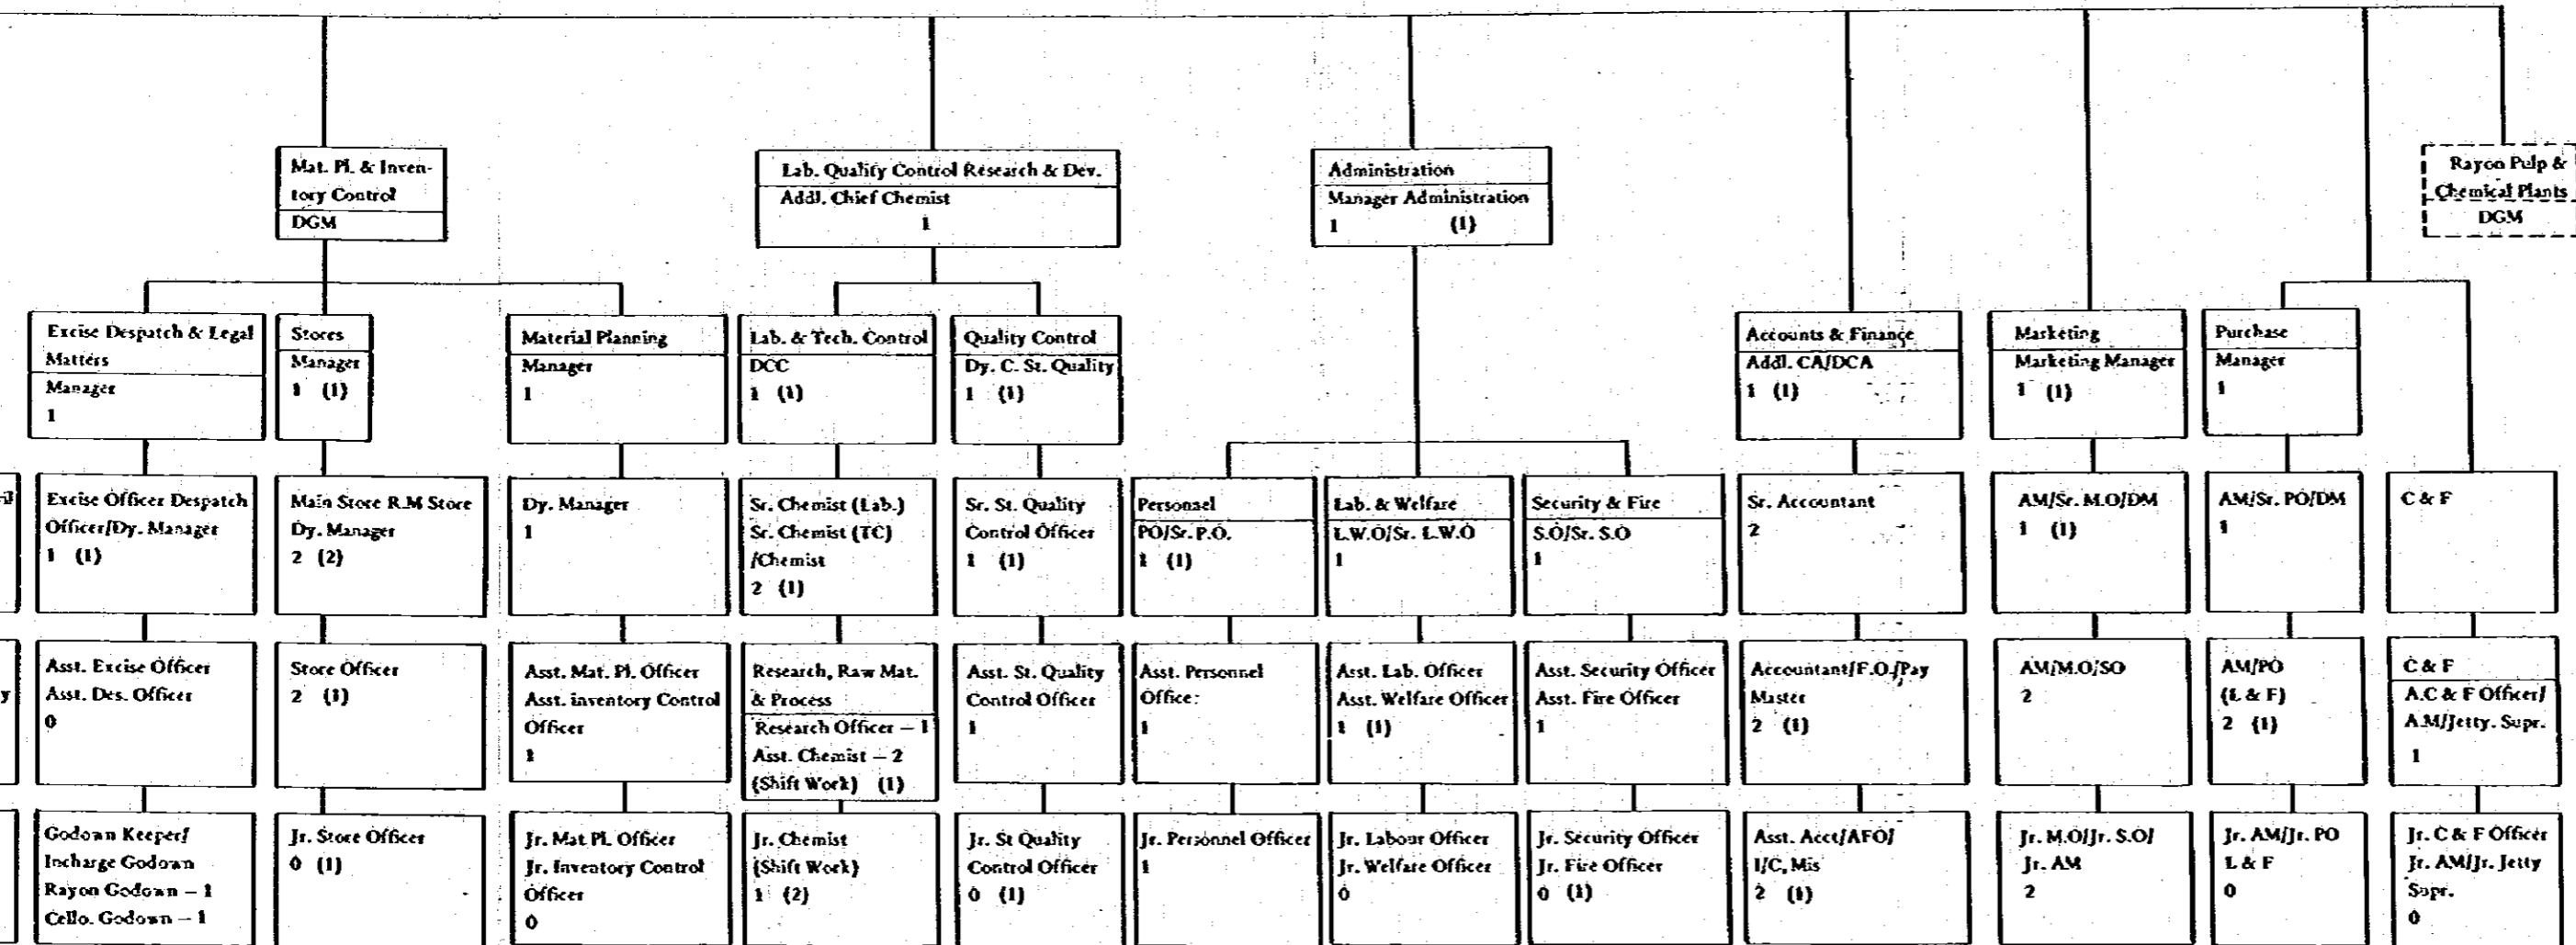 Mat. Pl. & Inven-
tory Control
DGM
Lab. Quality Control Research & Dev.
Addl. Chief Chemist
1
Administration
Manager Administration
1 (1)
Rayon Pulp &
Chemical Plants
DGM
Excise Despatch & Legal
Matters
Manager
1
Stores
Manager
1 (1)
Material Planning
Manager
1
Lab. & Tech. Control
DCC
1 (1)
Quality Control
Dy. C. St. Quality
1 (1)
Accounts & Finance
Addl. CA/DCA
1 (1)
Marketing
Marketing Manager
1 (1)
Purchase
Manager
1
Excise Officer Despatch
Officer/Dy. Manager
1 (1)
Main Store R.M Store
Dy. Manager
2 (2)
Dy. Manager
1
Sr. Chemist (Lab.)
Sr. Chemist (TC)
/Chemist
2 (1)
Sr. St. Quality
Control Officer
1 (1)
Personael
PO/Sr. P.O.
1 (1)
Lab. & Welfare
L.W.O/Sr. L.W.O
1
Security & Fire
S.O/Sr. S.O
1
Sr. Accountant
2
AM/Sr. M.O/DM
1 (1)
AM/Sr. PO/DM
1
C & F
y
Asst. Excise Officer
Asst. Des. Officer
0
Store Officer
2 (1)
Asst. Mat. Pl. Officer
Asst. inventory Control
Officer
1
Research, Raw Mat.
& Process
Research Officer – 1
Asst. Chemist – 2
(Shift Work) (1)
Asst. St. Quality
Control Officer
1
Asst. Personnel
Office:
1
Asst. Lab. Officer
Asst. Welfare Officer
1 (1)
Asst. Security Officer
Asst. Fire Officer
1
Accountant/F.O./Pay
Master
2 (1)
AM/M.O/SO
2
AM/PO
(L & F)
2 (1)
C & F
A.C & F Officer/
A.M/Jetty. Supr.
1
Godown Keeper/
Incharge Godown
Rayon Godown – 1
Cello. Godown – 1
Jr. Store Officer
0 (1)
Jr. Mat Pl. Officer
Jr. Inventory Control
Officer
0
Jr. Chemist
(Shift Work)
1 (2)
Jr. St Quality
Control Officer
0 (1)
Jr. Personnel Officer
1
Jr. Labour Officer
Jr. Welfare Officer
0
Jr. Security Officer
Jr. Fire Officer
0 (1)
Asst. Acct/AFO/
I/C, Mis
2 (1)
Jr. M.O/Jr. S.O/
Jr. AM
2
Jr. AM/Jr. PO
L & F
0
Jr. C & F Officer
Jr. AM/Jr. Jetty
Supr.
0